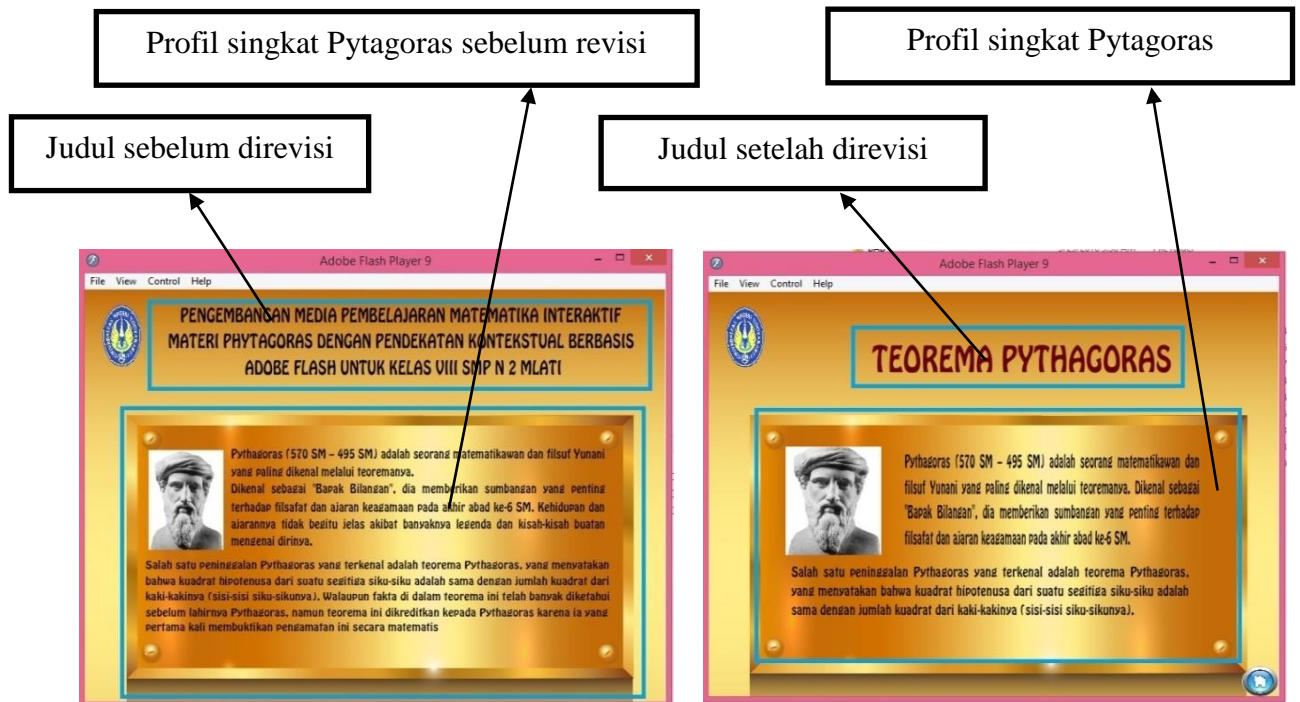 Profil singkat Pytagoras sebelum revisi
Profil singkat Pytagoras
Judul sebelum direvisi
Judul setelah direvisi
Adobe Flash Player 9
File View Control Help
PENGEMBANGAN MEDIA PEMBELAJARAN MATEMATIKA INTERAKTIF
MATERI PHYTAGORAS DENGAN PENDEKATAN KONTEKSTUAL BERBASIS
ADOBE FLASH UNTUK KELAS VIII SMP N 2 MLATI
Pythagoras (570 SM – 495 SM) adalah seorang matematikawan dan filsuf Yunani
yang paling dikenal melalui teoremanya.
Dikenal sebagai "Bapak Bilangan", dia memberikan sumbangan yang penting
terhadap filsafat dan ajaran keagamaan pada akhir abad ke-6 SM. Kehidupan dan
ajarannya tidak begitu jelas akibat banyaknya legenda dan kisah-kisah buatan
mengenai dirinya.
Salah satu peninggalan Pythagoras yang terkenal adalah teorema Pythagoras, yang menyatakan
bahwa kuadrat hipotenusa dari suatu segitiga siku-siku adalah sama dengan jumlah kuadrat dari
kaki-kakinya (sisi-sisi siku-sikunya). Walaupun fakta di dalam teorema ini telah banyak diketahui
sebelum lahirnya Pythagoras, namun teorema ini dikreditkan kepada Pythagoras karena ia yang
pertama kali membuktikan pengamatan ini secara matematis
Adobe Flash Player 9
File View Control Help
TEOREMA PYTHAGORAS
Pythagoras (570 SM – 495 SM) adalah seorang matematikawan dan
filsuf Yunani yang paling dikenal melalui teoremanya. Dikenal sebagai
"Bapak Bilangan", dia memberikan sumbangan yang penting terhadap
filsafat dan ajaran keagamaan pada akhir abad ke-6 SM.
Salah satu peninggalan Pythagoras yang terkenal adalah teorema Pythagoras,
yang menyatakan bahwa kuadrat hipotenusa dari suatu segitiga siku-siku adalah
sama dengan jumlah kuadrat dari kaki-kakinya (sisi-sisi siku-sikunya).